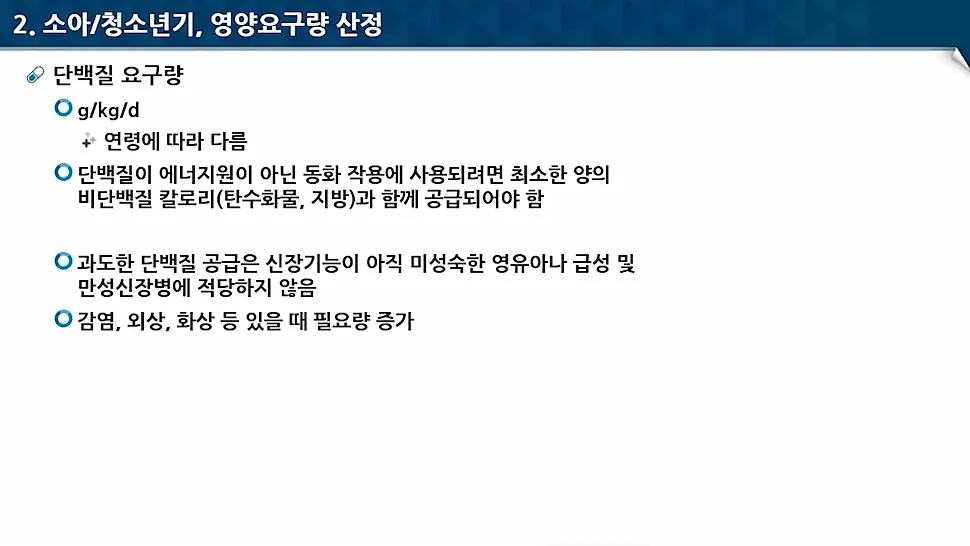 2. 소아/청소년기, 영양요구량 산정
단백질 요구량
g/kg/d
연령에 따라 다름
단백질이 에너지원이 아닌 동화 작용에 사용되려면 최소한 양의
비단백질 칼로리(탄수화물, 지방)과 함께 공급되어야 함
과도한 단백질 공급은 신장기능이 아직 미성숙한 영유아나 급성 및
만성신장병에 적당하지 않음
감염, 외상, 화상 등 있을 때 필요량 증가